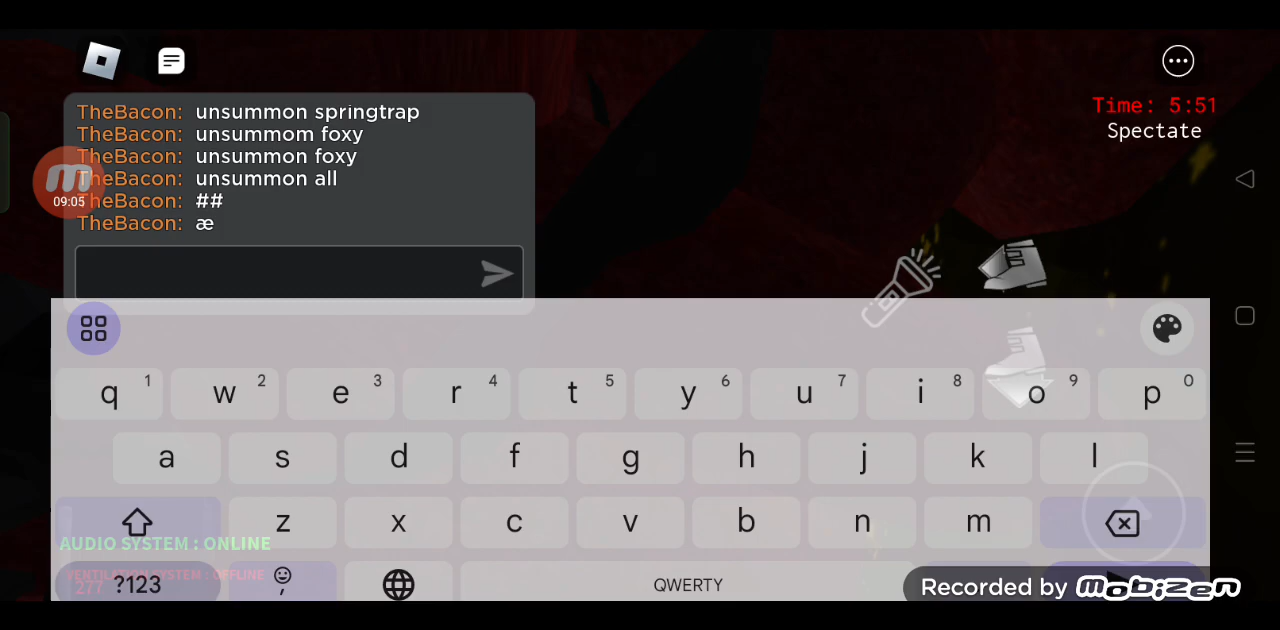 Time: 5:51
Spectate
TheBacon: unsummon springtrap
TheBacon: unsummom foxy
TheBacon: unsummon foxy
TheBacon: unsummon all
TheBacon: ##
TheBacon: æ
m
09:05
q 1 w 2 e 3 r 4 t 5 y 6 u 7 i 8 o 9 p 0
a s d f g h j k l
z x c v b n m
AUDIO SYSTEM : ONLINE
VENTILATION SYSTEM : OFFLINE
277
?123 , QWERTY
Recorded by mobizen